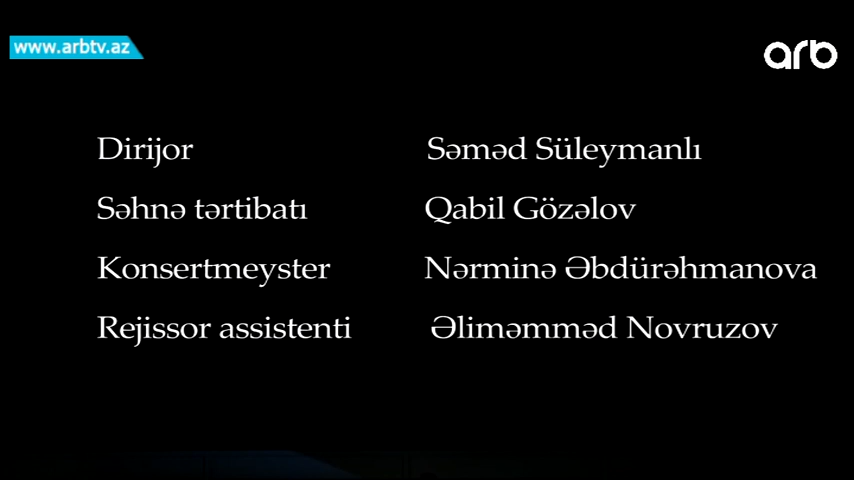 www.arbtv.az
arb
Dirijor Səməd Süleymanlı
Səhnə tərtibatı Qabil Gözəlov
Konsertmeyster Nərminə Əbdürəhmanova
Rejissor assistenti Əliməmməd Novruzov